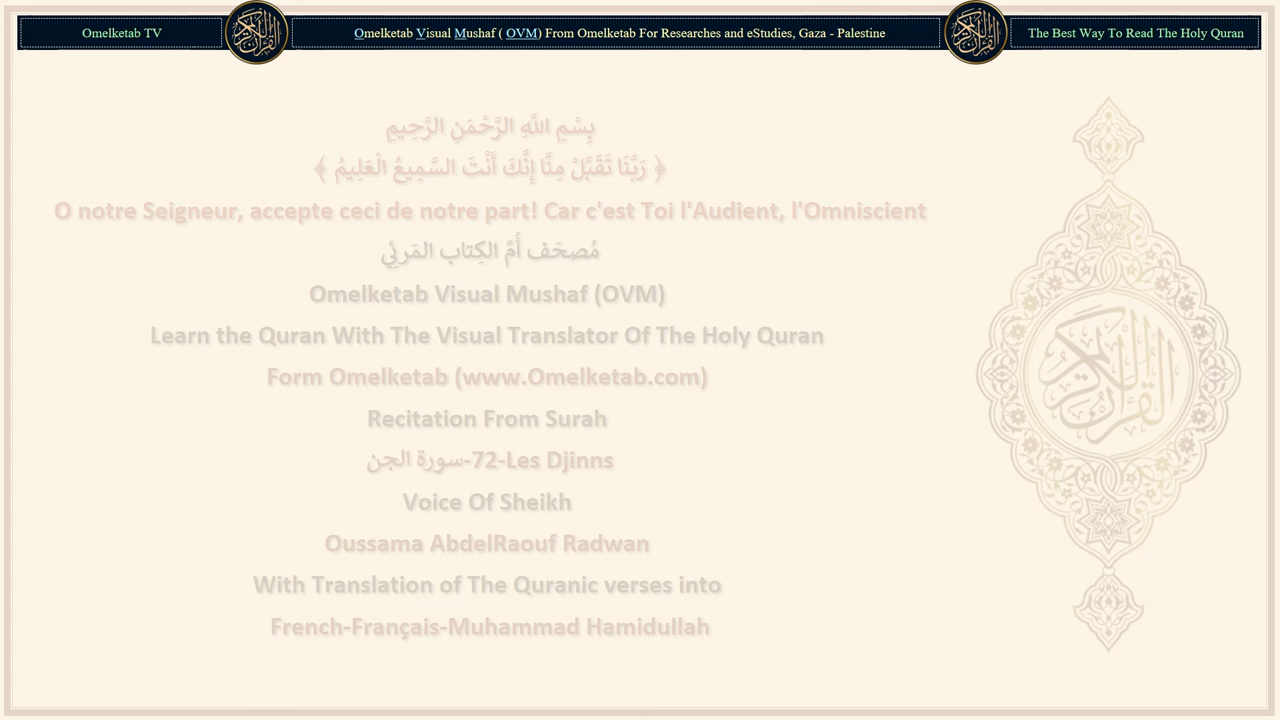 Omelketab TV
Omelketab Visual Mushaf ( OVM) From Omelketab For Researches and eStudies, Gaza - Palestine
The Best Way To Read The Holy Quran
بِسْمِ اللَّهِ الرَّحْمَنِ الرَّحِيمِ
﴿ رَبَّنَا تَقَبَّلْ مِنَّا إِنَّكَ أَنْتَ السَّمِيعُ الْعَلِيمُ ﴾
O notre Seigneur, accepte ceci de notre part! Car c'est Toi l'Audient, l'Omniscient
مُصحَف أُمِّ الكِتاب المَرئِي
Omelketab Visual Mushaf (OVM)
Learn the Quran With The Visual Translator Of The Holy Quran
Form Omelketab (www.Omelketab.com)
Recitation From Surah
سورة الجن-72-Les Djinns
Voice Of Sheikh
Oussama AbdelRaouf Radwan
With Translation of The Quranic verses into
French-Français-Muhammad Hamidullah
القرآن الكريم